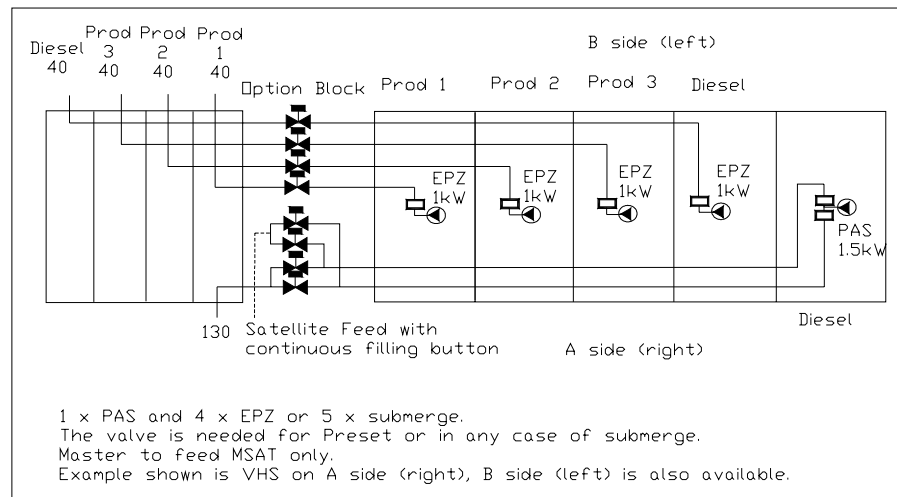 B side (left)
Diesel
40
Prod
3
40
Prod
2
40
Prod
1
40
Option Block
Prod 1
Prod 2
Prod 3
Diesel
EPZ
1kW
EPZ
1kW
EPZ
1kW
EPZ
1kW
PAS
1.5kW
130
Satellite Feed with
continuous filling button
A side (right)
Diesel
1 x PAS and 4 x EPZ or 5 x submerge.
The valve is needed for Preset or in any case of submerge.
Master to feed MSAT only.
Example shown is VHS on A side (right), B side (left) is also available.